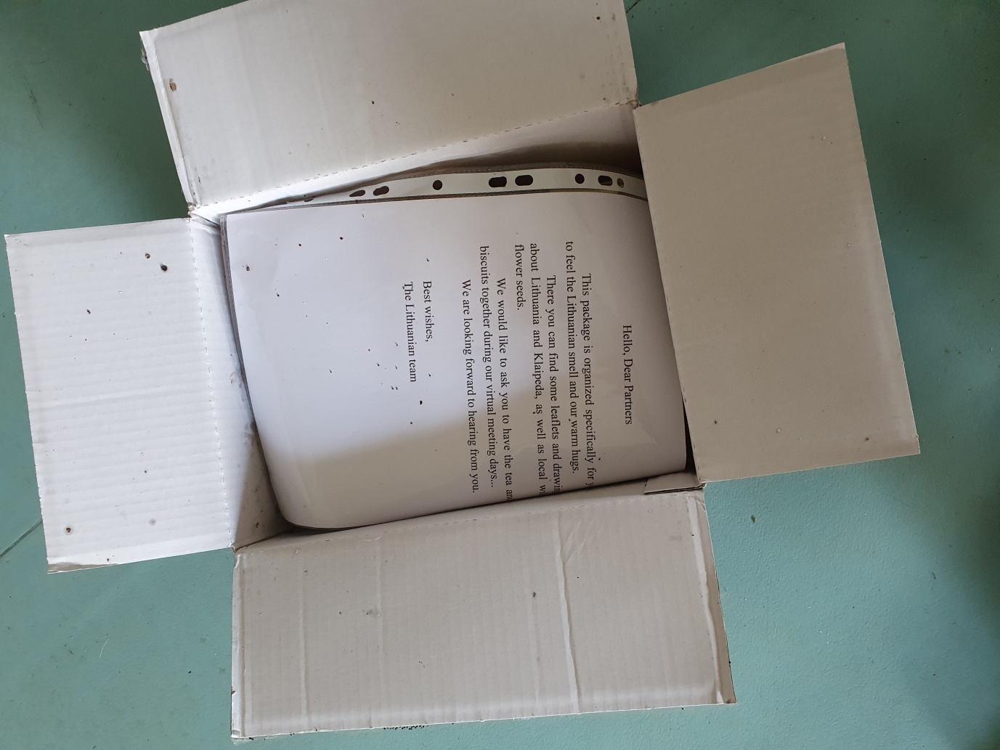 Hello, Dear Partners
This package is organized specifically for
to feel the Lithuanian smell and our warm hugs.
There you can find some leaflets and
about Lithuania and Klaipeda, as well as local
flower seeds.
We would like to ask you to have the tea
biscuits together during our virtual meeting days...
We are looking forward to hearing from you.
Best wishes,
The Lithuanian team